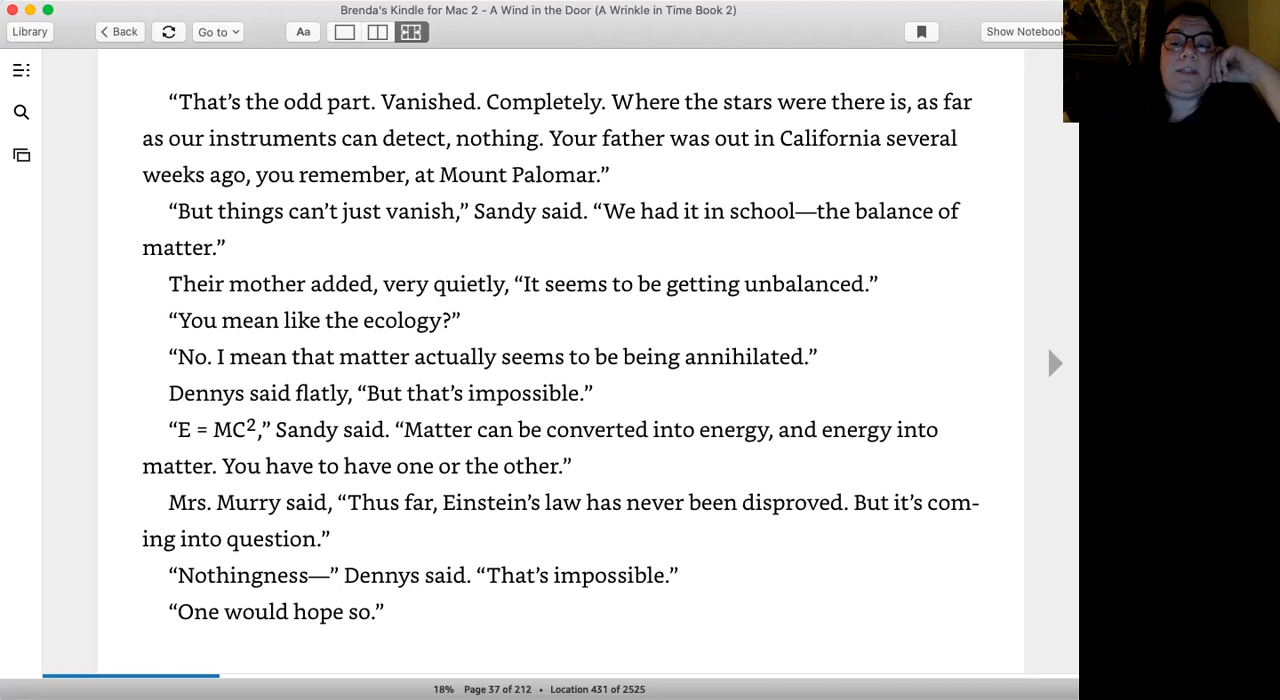 Brenda's Kindle for Mac 2 - A Wind in the Door (A Wrinkle in Time Book 2)
Library Back Go to Aa Show Notebook
“That’s the odd part. Vanished. Completely. Where the stars were there is, as far
as our instruments can detect, nothing. Your father was out in California several
weeks ago, you remember, at Mount Palomar.”
“But things can’t just vanish,” Sandy said. “We had it in school—the balance of
matter.”
Their mother added, very quietly, “It seems to be getting unbalanced.”
“You mean like the ecology?”
“No. I mean that matter actually seems to be being annihilated.”
Dennys said flatly, “But that’s impossible.”
“E = MC²,” Sandy said. “Matter can be converted into energy, and energy into
matter. You have to have one or the other.”
Mrs. Murry said, “Thus far, Einstein’s law has never been disproved. But it’s com-
ing into question.”
“Nothingness—” Dennys said. “That’s impossible.”
“One would hope so.”
18% Page 37 of 212 • Location 431 of 2525